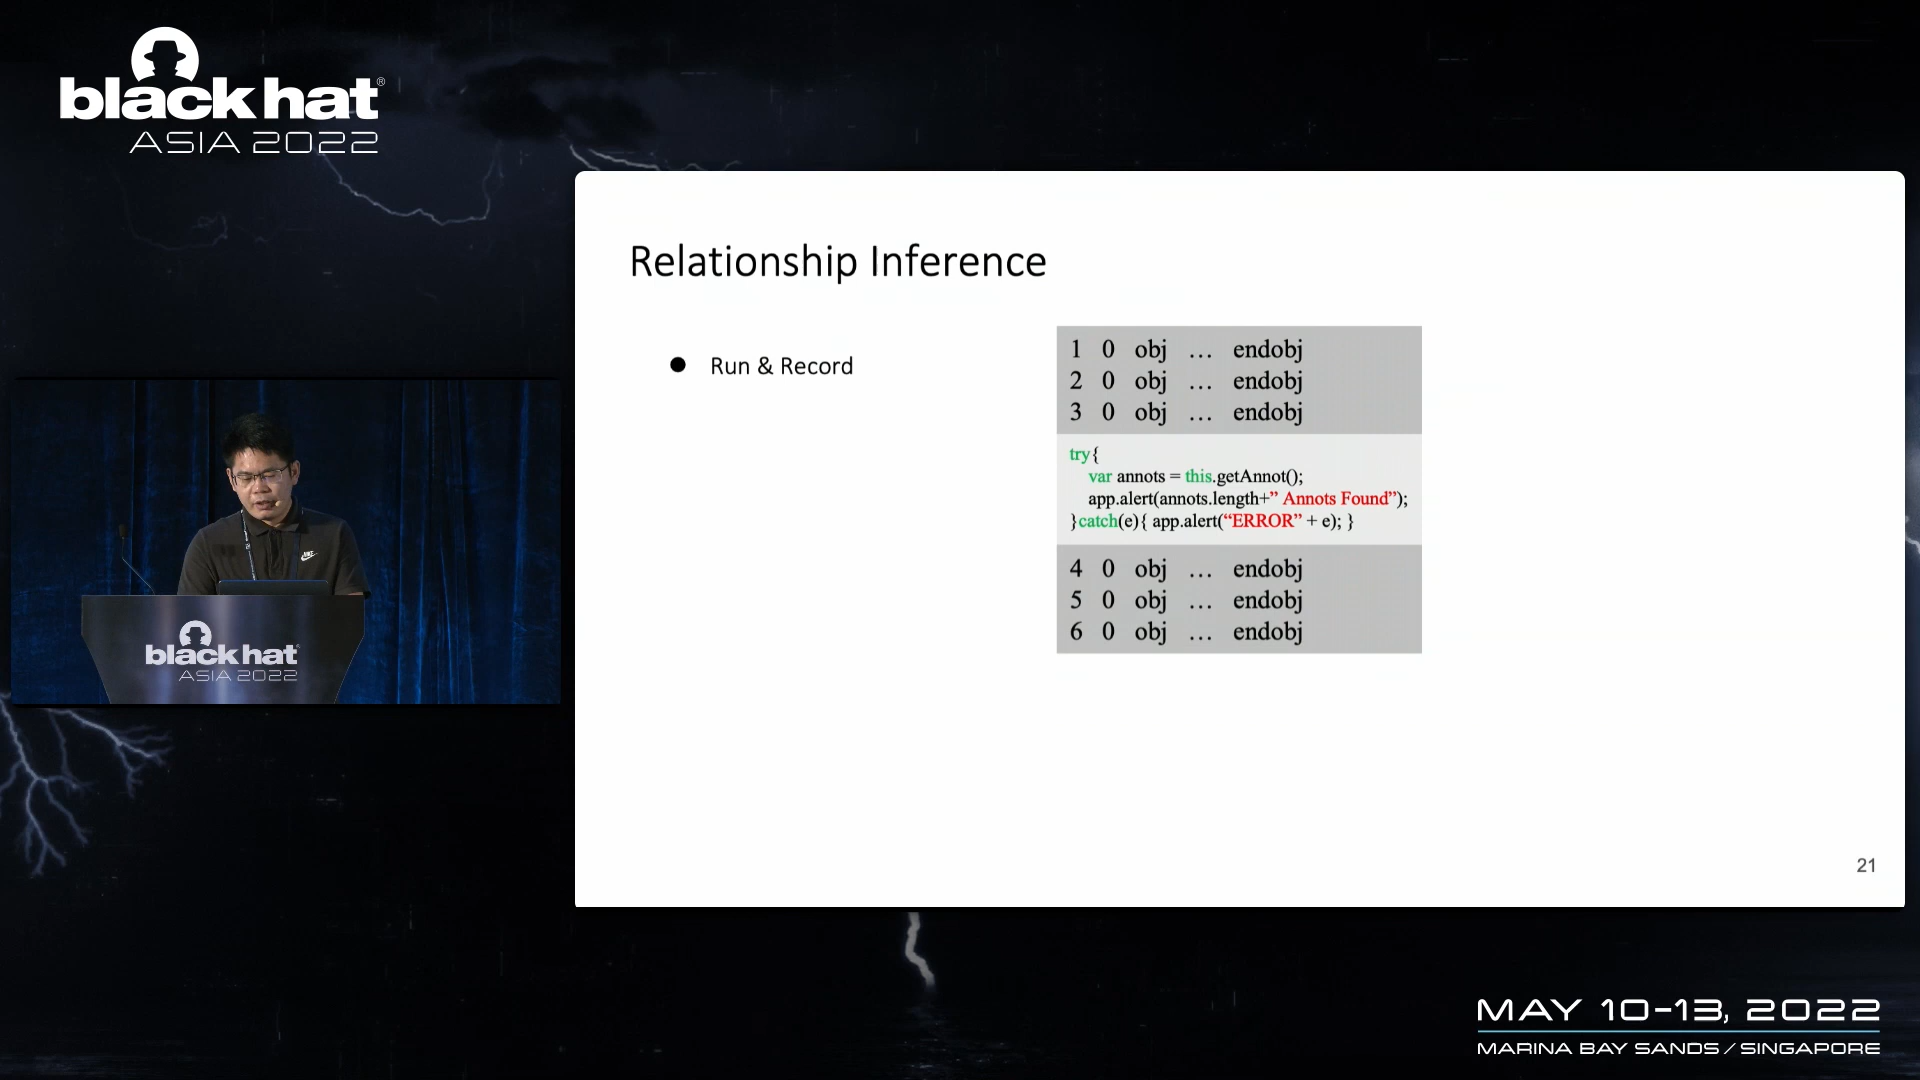 black hat®
ASIA 2022
Relationship Inference
● Run & Record
1 0 obj … endobj
2 0 obj … endobj
3 0 obj … endobj
try{
var annots = this.getAnnot();
app.alert(annots.length+” Annots Found”);
}catch(e){ app.alert(“ERROR” + e); }
4 0 obj … endobj
5 0 obj … endobj
6 0 obj … endobj
21
black hat
ASIA 2022
MAY 10-13, 2022
MARINA BAY SANDS / SINGAPORE